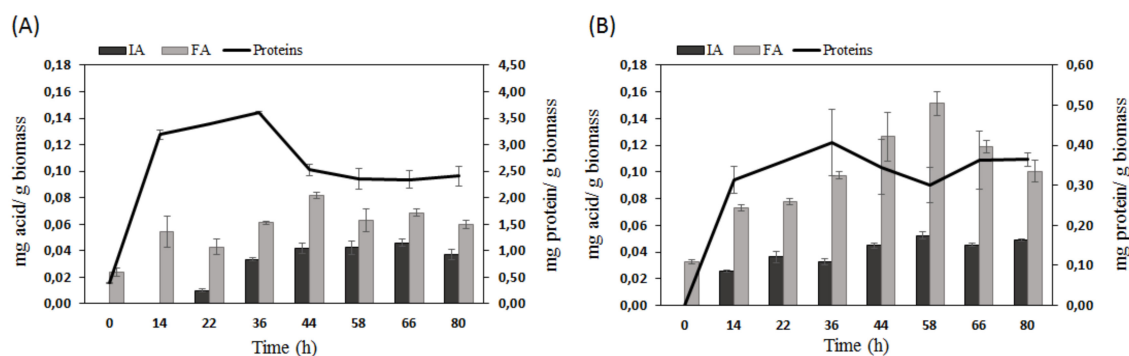 (A)
IA FA Proteins
0,18 4,50
0,16 4,00
0,14 3,50
0,12 3,00
0,10 2,50
0,08 2,00
0,06 1,50
0,04 1,00
0,02 0,50
0,00 0,00
mg acid/ g biomass
mg protein/ g biomass
0 14 22 36 44 58 66 80
Time (h)
(B)
IA FA Proteins
0,18 0,60
0,16 0,50
0,14 0,40
0,12 0,30
0,10 0,20
0,08 0,10
0,06 0,00
0,04
0,02
0,00
mg acid/ g biomass
mg protein/ g biomass
0 14 22 36 44 58 66 80
Time (h)